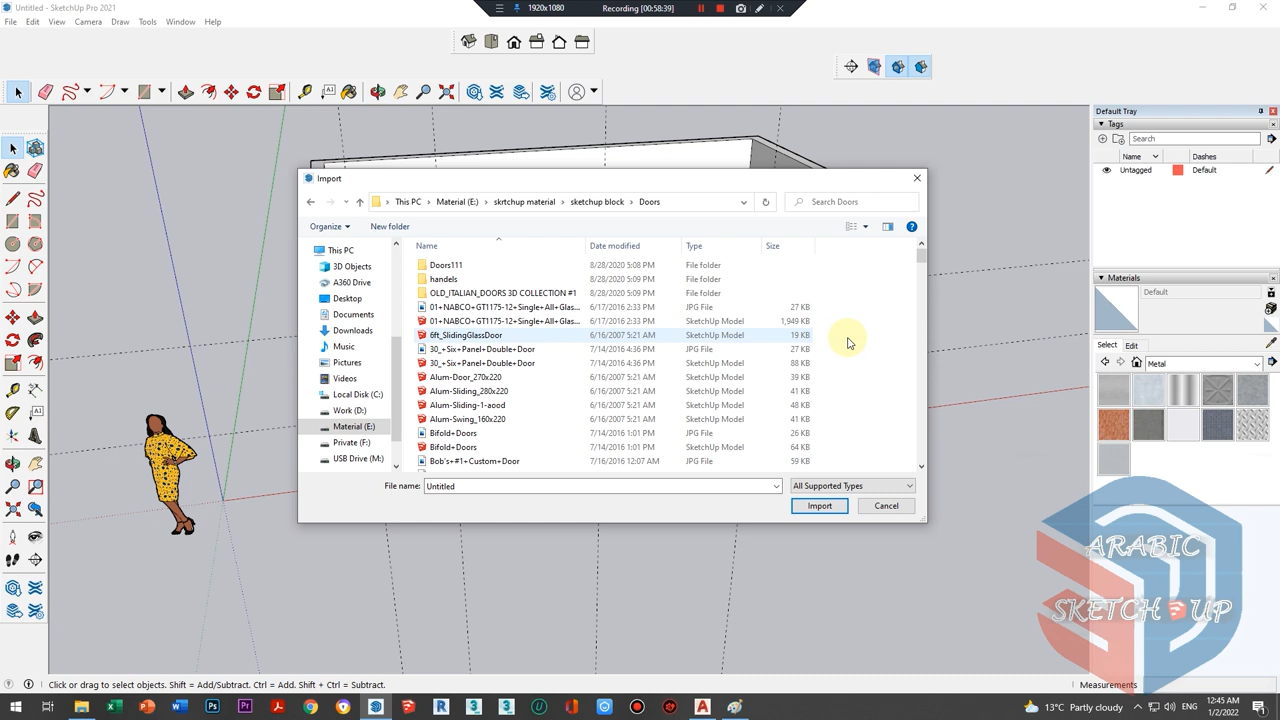 Untitled - SketchUp Pro 2021
1920x1080
Recording [00:58:39]
File Edit View Camera Draw Tools Window Help
Default Tray
Tags
Search
Name Dashes
Untagged Default
Import
This PC > Material (E:) > skrtchup material > sketchup block > Doors
Search Doors
Organize New folder
Name Date modified Type Size
This PC
3D Objects
A360 Drive
Desktop
Documents
Downloads
Music
Pictures
Videos
Local Disk (C:)
Work (D:)
Material (E:)
Private (F:)
USB Drive (M:)
Doors111 8/28/2020 5:08 PM File folder
handels 8/28/2020 5:09 PM File folder
OLD_ITALIAN_DOORS 3D COLLECTION #1 8/28/2020 5:09 PM File folder
01+NABCO+GT1175-12+Single+All+Glas... 6/17/2016 2:33 PM JPG File 27 KB
01+NABCO+GT1175-12+Single+All+Glas... 6/17/2016 2:33 PM SketchUp Model 1,949 KB
6ft_SlidingGlassDoor 6/16/2007 5:21 AM SketchUp Model 19 KB
30_+Six+Panel+Double+Door 7/14/2016 4:36 PM JPG File 27 KB
30_+Six+Panel+Double+Door 7/14/2016 4:36 PM SketchUp Model 88 KB
Alum-Door_270x220 6/16/2007 5:21 AM SketchUp Model 39 KB
Alum-Sliding_280x220 6/16/2007 5:21 AM SketchUp Model 41 KB
Alum-Sliding-1-aood 6/16/2007 5:21 AM SketchUp Model 48 KB
Alum-Swing_160x220 6/16/2007 5:21 AM SketchUp Model 41 KB
Bifold+Doors 7/14/2016 1:01 PM JPG File 26 KB
Bifold+Doors 7/14/2016 1:01 PM SketchUp Model 64 KB
Bob's+#1+Custom+Door 7/16/2016 12:07 AM JPG File 59 KB
File name: Untitled All Supported Types
Import Cancel
Materials
Default
Select Edit
Metal
ARABIC
SKETCH UP
Click or drag to select objects. Shift = Add/Subtract. Ctrl = Add. Shift + Ctrl = Subtract.
Measurements
13°C Partly cloudy
12:45 AM
1/2/2022